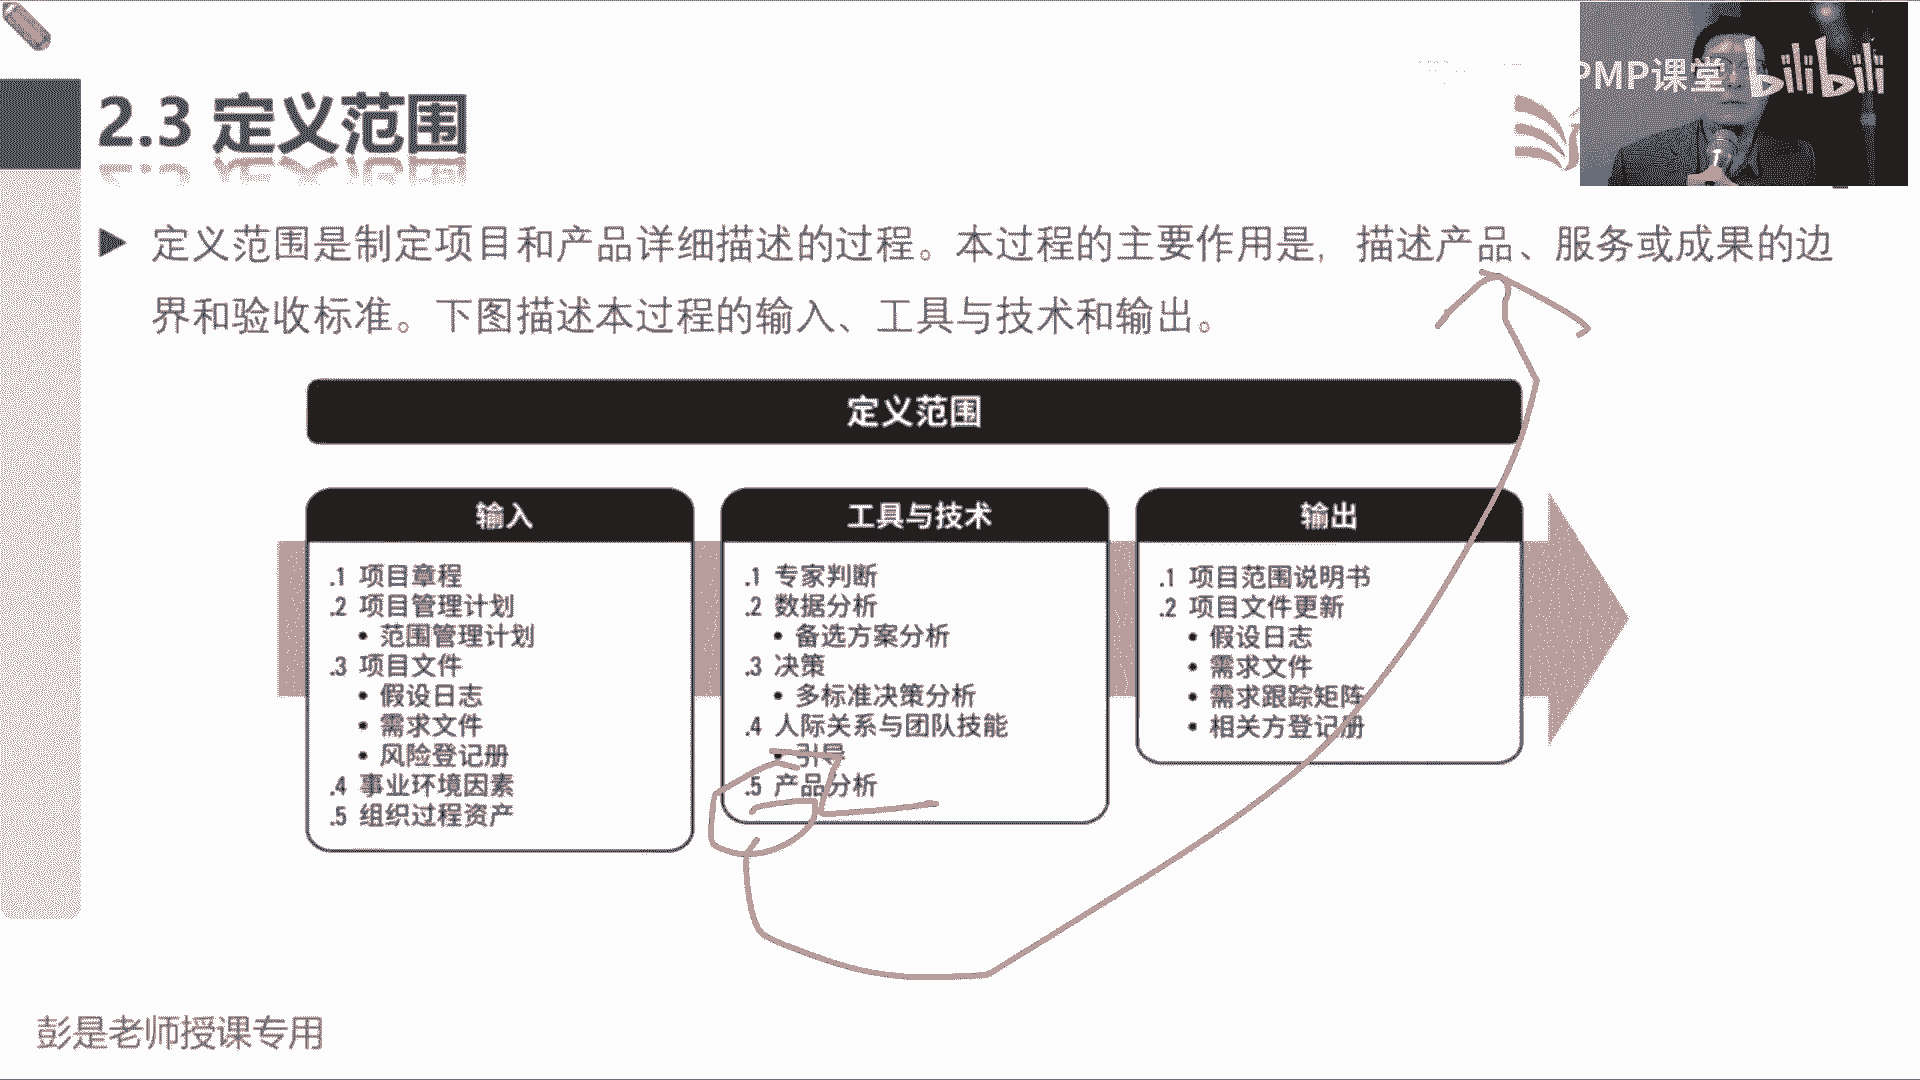 PMP课堂 bilibili
2.3 定义范围
定义范围是制定项目和产品详细描述的过程。本过程的主要作用是，描述产品、服务或成果的边
界和验收标准。下图描述本过程的输入、工具与技术和输出。
定义范围
输入
.1 项目章程
.2 项目管理计划
• 范围管理计划
.3 项目文件
• 假设日志
• 需求文件
• 风险登记册
.4 事业环境因素
.5 组织过程资产
工具与技术
.1 专家判断
.2 数据分析
• 备选方案分析
.3 决策
• 多标准决策分析
.4 人际关系与团队技能
• 引导
.5 产品分析
输出
.1 项目范围说明书
.2 项目文件更新
• 假设日志
• 需求文件
• 需求跟踪矩阵
• 相关方登记册
彭是老师授课专用